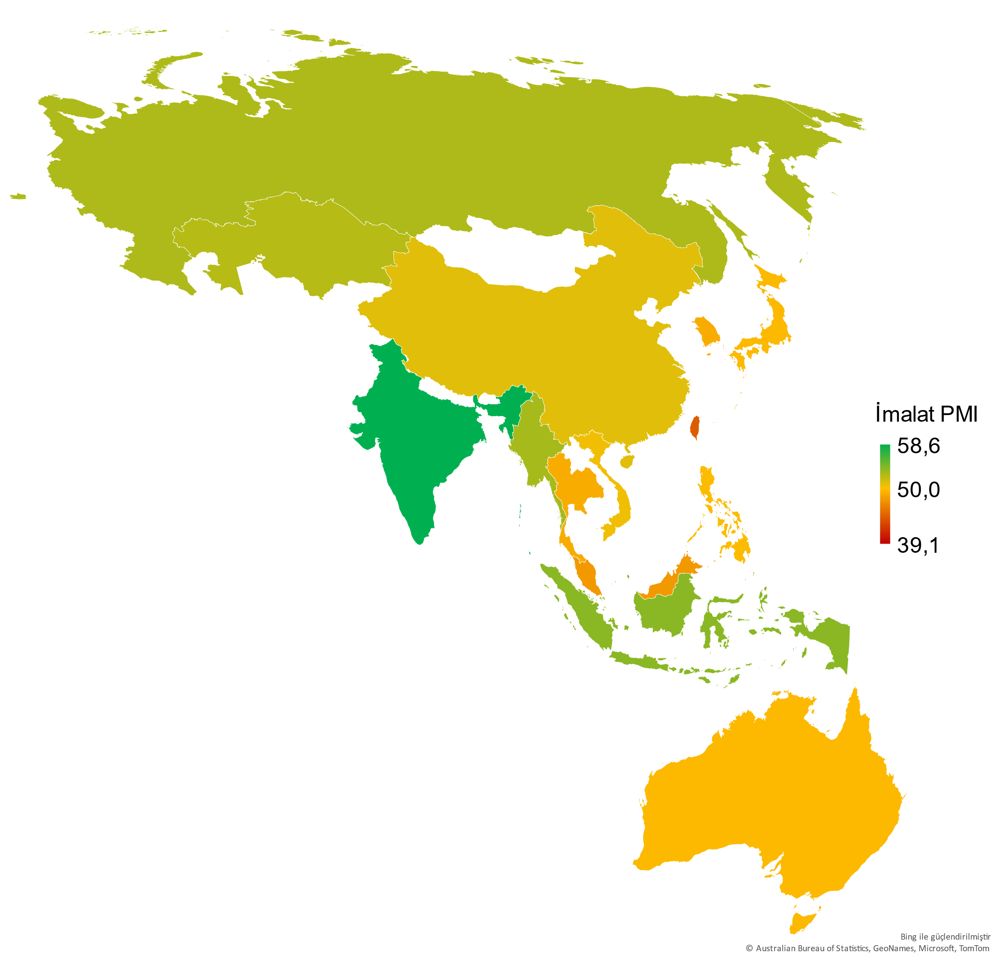 İmalat PMI
58,6
50,0
39,1
Bing ile güçlendirilmiştir
© Australian Bureau of Statistics, GeoNames, Microsoft, TomTom